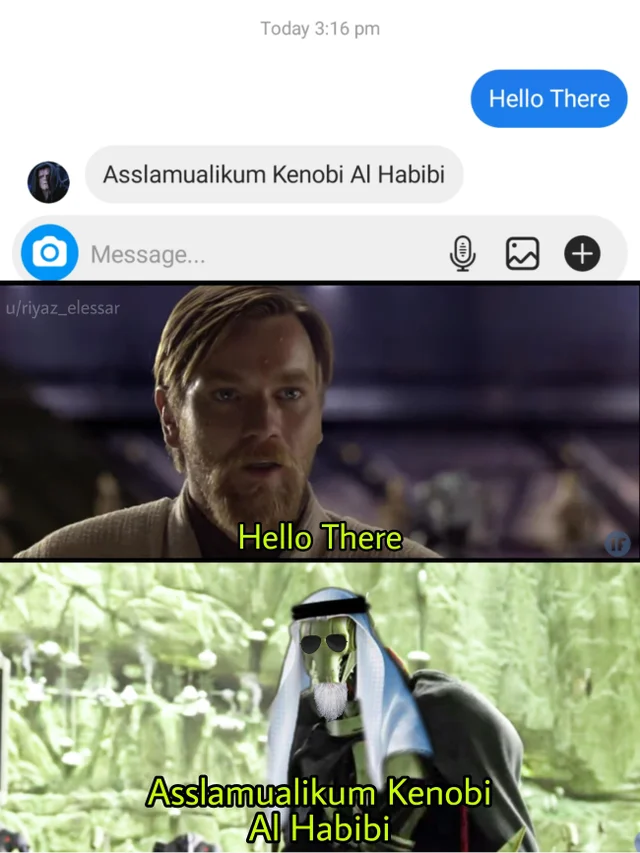 Today 3:16 pm
Hello There
Asslamualikum Kenobi Al Habibi
Message...
u/riyaz_elessar
Hello There
Asslamualikum Kenobi
Al Habibi